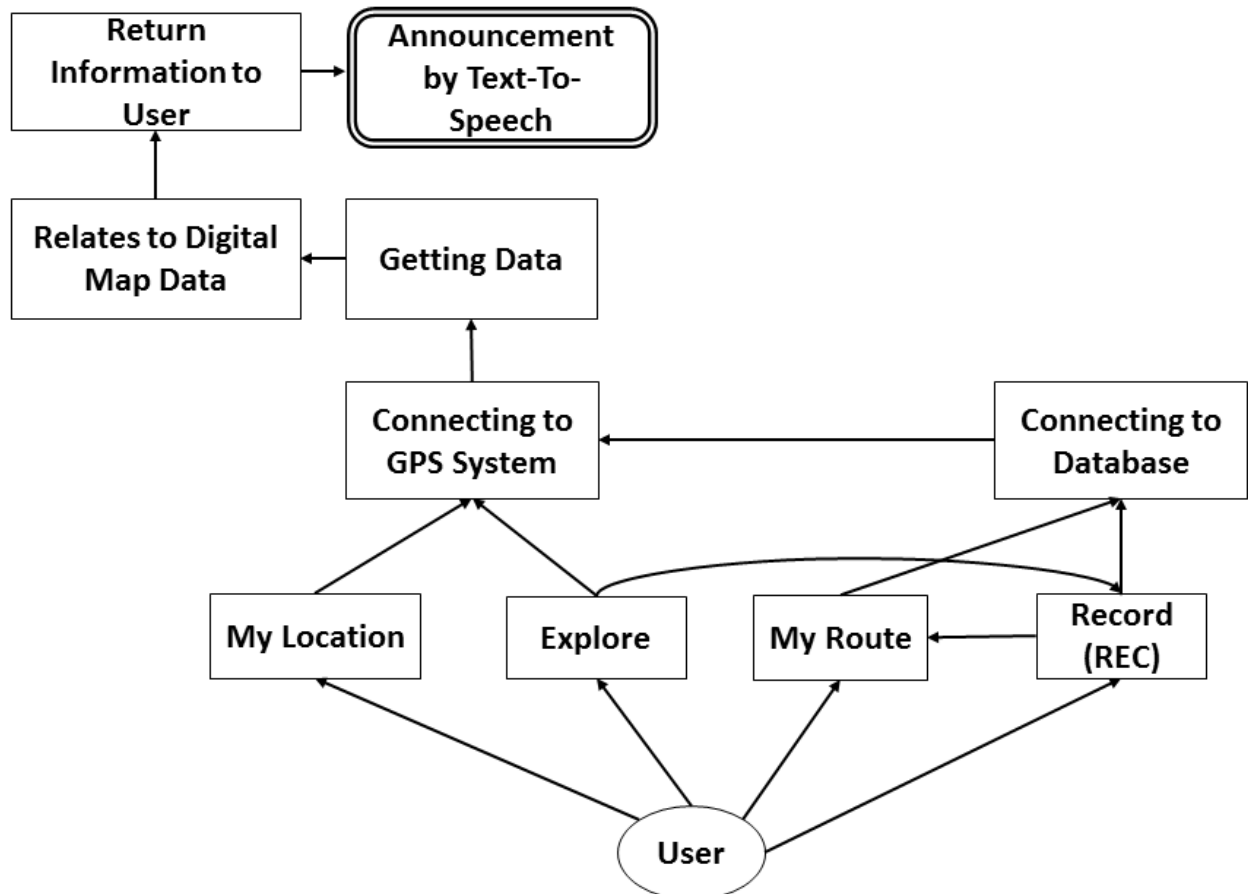 Return
Information to
User
Announcement
by Text-To-
Speech
Relates to Digital
Map Data
Getting Data
Connecting to
GPS System
Connecting to
Database
My Location
Explore
My Route
Record
(REC)
User